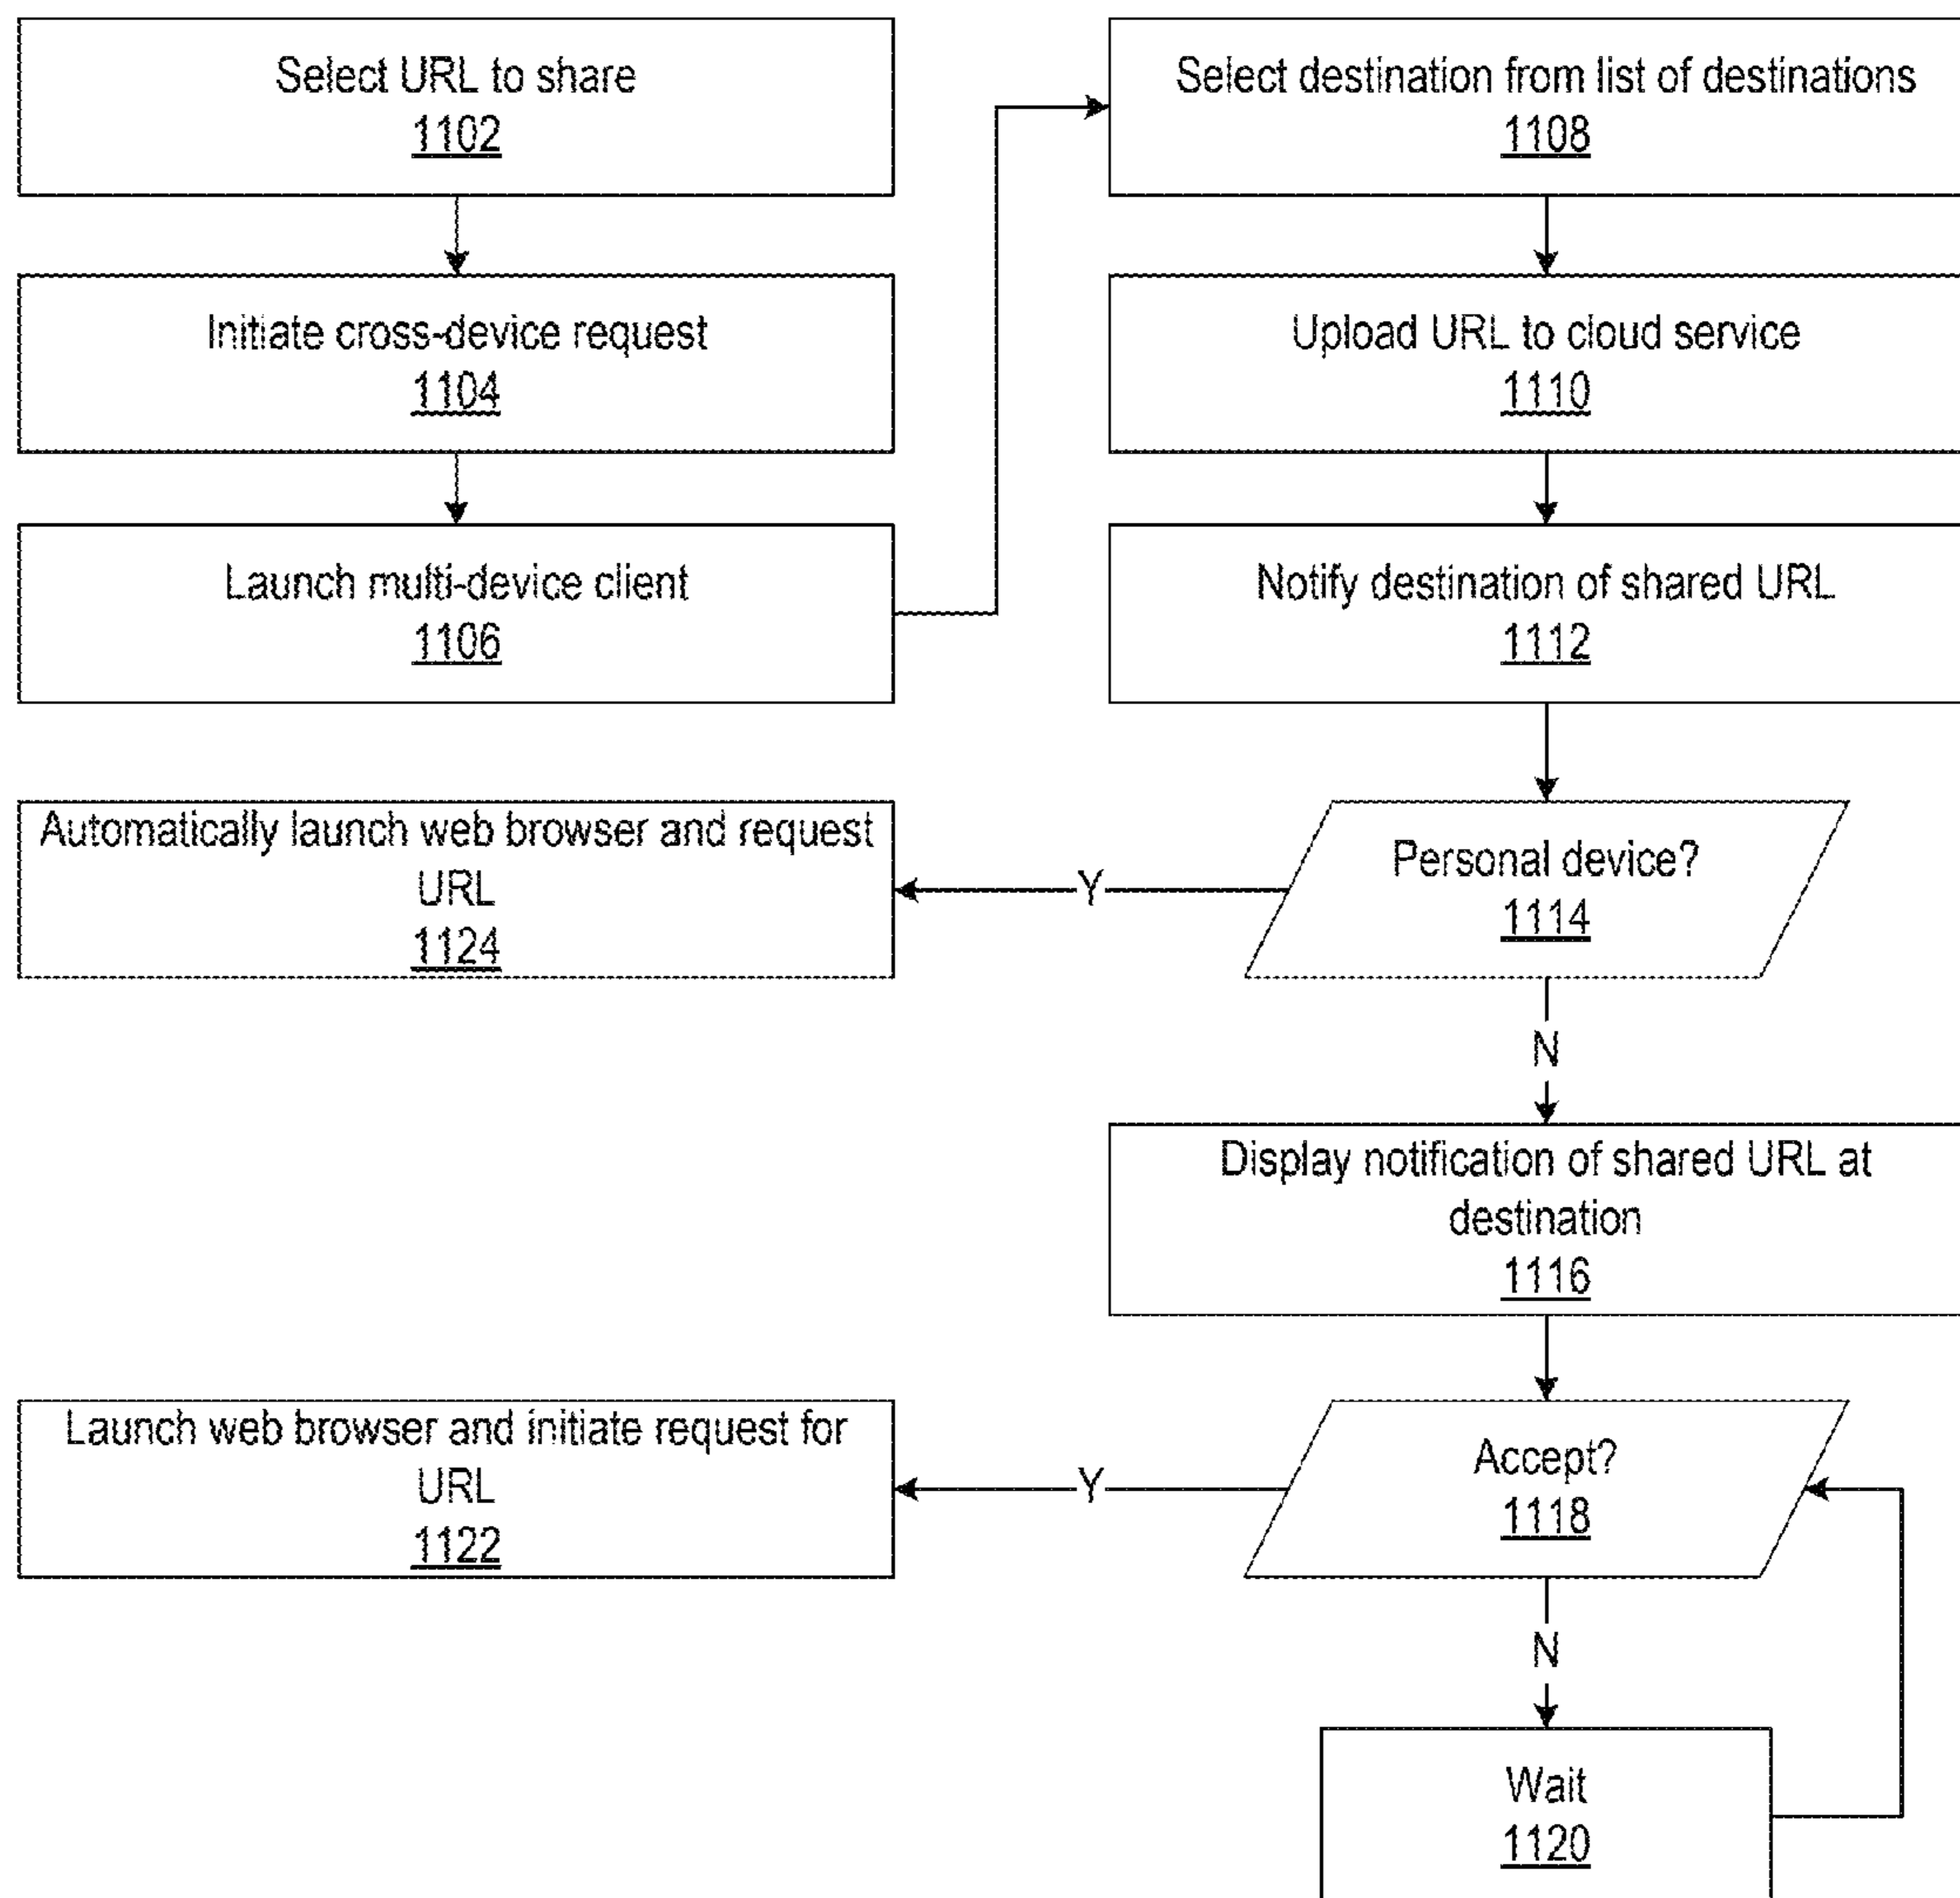 Select URL to share
1102
Initiate cross-device request
1104
Launch multi-device client
1106
Select destination from list of destinations
1108
Upload URL to cloud service
1110
Notify destination of shared URL
1112
Personal device?
1114
Y
Automatically launch web browser and request
URL
1124
N
Display notification of shared URL at
destination
1116
Accept?
1118
Y
Launch web browser and initiate request for
URL
1122
N
Wait
1120